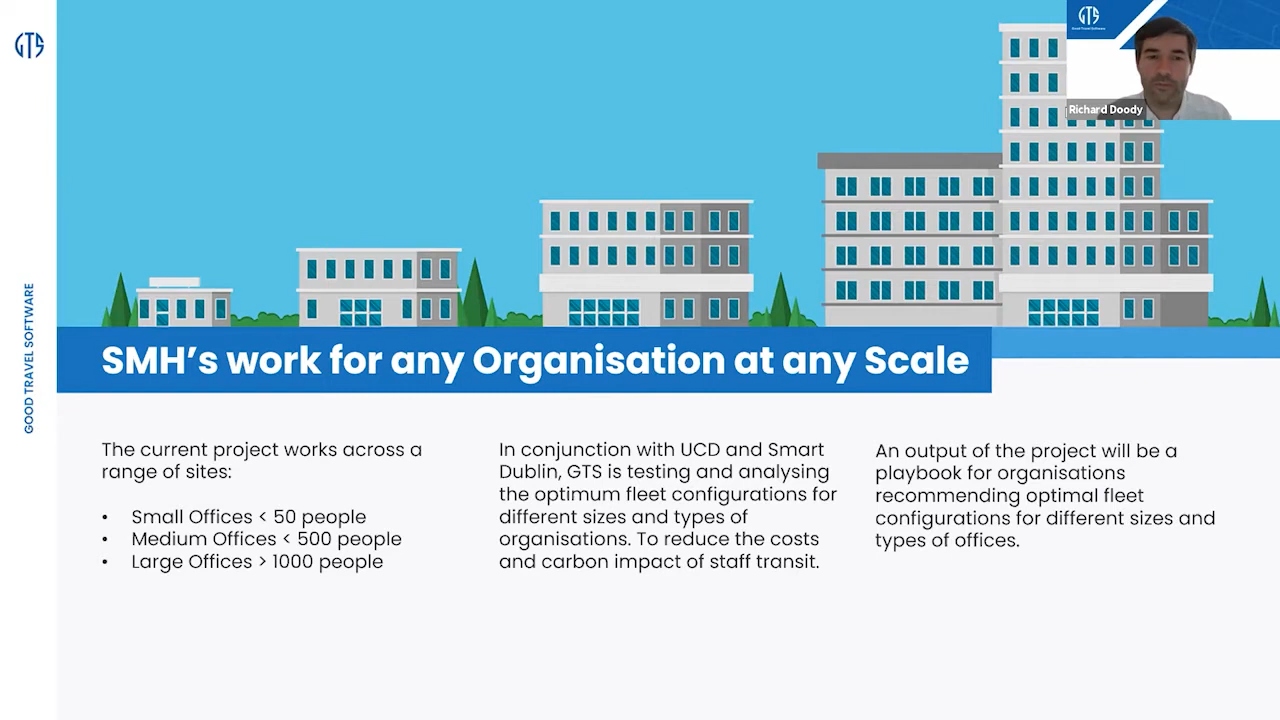 GTS
GTS
Good Travel Software
Richard Doody
GOOD TRAVEL SOFTWARE
SMH's work for any Organisation at any Scale
The current project works across a
range of sites:
• Small Offices < 50 people
• Medium Offices < 500 people
• Large Offices > 1000 people
In conjunction with UCD and Smart
Dublin, GTS is testing and analysing
the optimum fleet configurations for
different sizes and types of
organisations. To reduce the costs
and carbon impact of staff transit.
An output of the project will be a
playbook for organisations
recommending optimal fleet
configurations for different sizes and
types of offices.